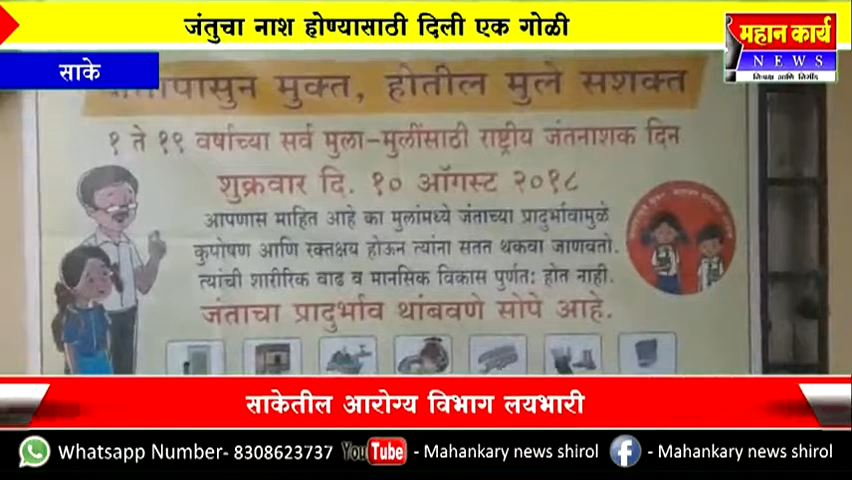 जंतुचा नाश होण्यासाठी दिली एक गोळी
महान कार्य
NEWS
साके
मुक्त, होतील मुले सशक्त
१ ते १९ वर्षाच्या सर्व मुला-मुलींसाठी राष्ट्रीय जंतनाशक दिन
शुक्रवार दि. १० ऑगस्ट २०१८
आपणास माहित आहे का मुलांमध्ये जंताच्या प्रादुर्भावामुळे
कुपोषण आणि रक्तक्षय होऊन त्यांना सतत थकवा जाणवतो.
त्यांची शारीरिक वाढ व मानसिक विकास पुर्णत: होत नाही.
जंताचा प्रादुर्भाव थांबवणे सोपे आहे.
साकेतील आरोग्य विभाग लयभारी
Whatsapp Number- 8308623737 You Tube - Mahankary news shirol f - Mahankary news shirol